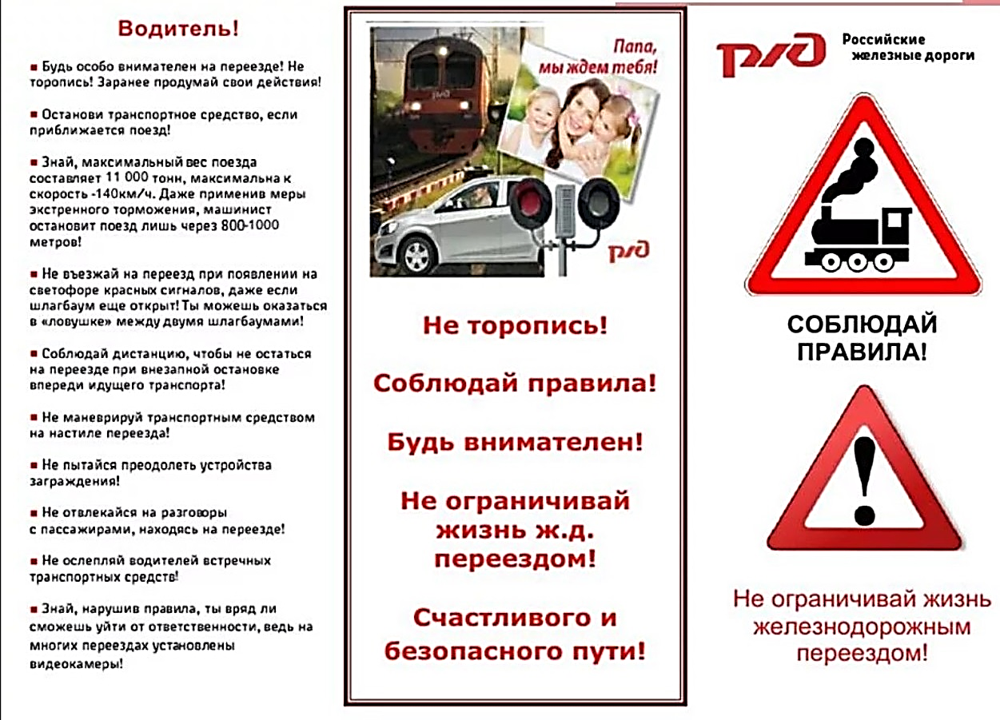 Водитель!
▪ Будь особо внимателен на переезде! Не
торопись! Заранее продумай свои действия!
▪ Останови транспортное средство, если
приближается поезд!
▪ Знай, максимальный вес поезда
составляет 11 000 тонн, максимальна к
скорость -140км/ч. Даже применив меры
экстренного торможения, машинист
остановит поезд лишь через 800-1000
метров!
▪ Не въезжай на переезд при появлении на
светофоре красных сигналов, даже если
шлагбаум еще открыт! Ты можешь оказаться
в «ловушке» между двумя шлагбаумами!
▪ Соблюдай дистанцию, чтобы не остаться
на переезде при внезапной остановке
впереди идущего транспорта!
▪ Не маневрируй транспортным средством
на настиле переезда!
▪ Не пытайся преодолеть устройства
заграждения!
▪ Не отвлекайся на разговоры
с пассажирами, находясь на переезде!
▪ Не ослепляй водителей встречных
транспортных средств!
▪ Знай, нарушив правила, ты вряд ли
сможешь уйти от ответственности, ведь на
многих переездах установлены
видеокамеры!
Папа,
мы ждем тебя!
ржд
ржд
Не торопись!
Соблюдай правила!
Будь внимателен!
Не ограничивай
жизнь ж.д.
переездом!
Счастливого и
безопасного пути!
ржд
Российские
железные дороги
СОБЛЮДАЙ
ПРАВИЛА!
!
Не ограничивай жизнь
железнодорожным
переездом!